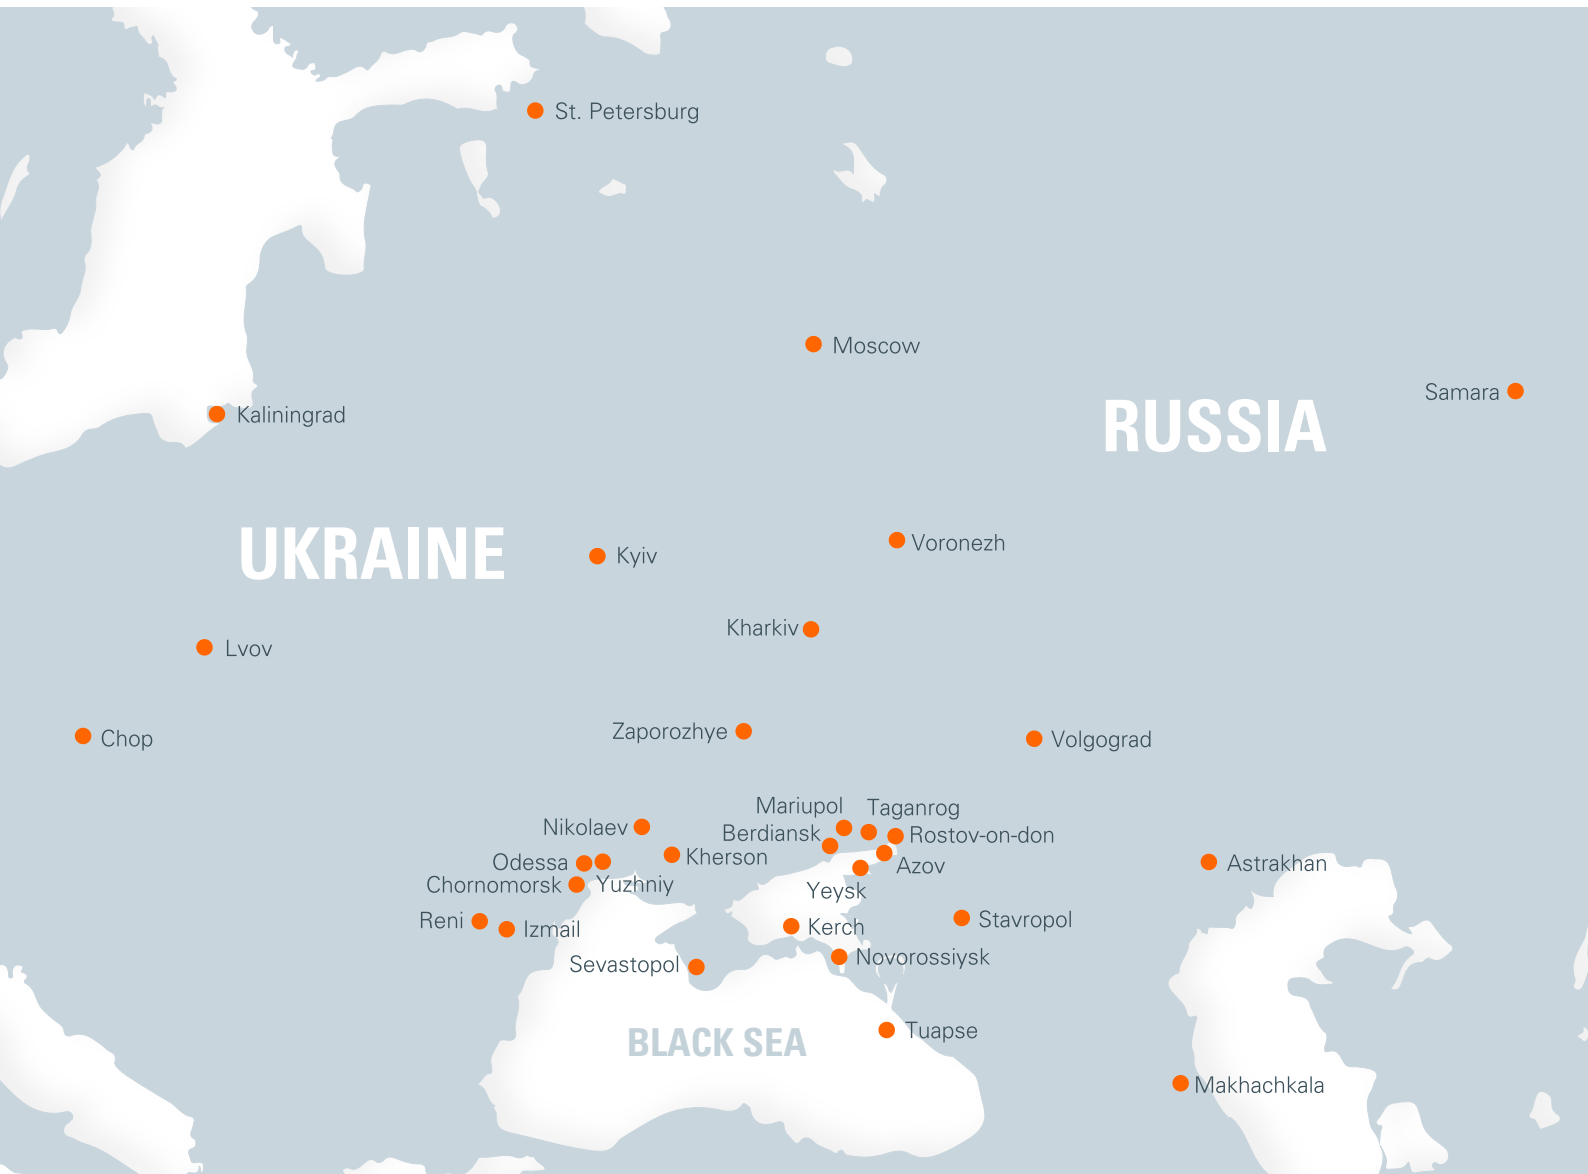 St. Petersburg
Moscow
Samara
RUSSIA
Kaliningrad
UKRAINE
Voronezh
Kyiv
Kharkiv
Lvov
Zaporozhye
Chop
Volgograd
Mariupol
Taganrog
Nikolaev
Berdiansk
Rostov-on-don
Kherson
Odessa
Azov
Astrakhan
Chornomorsk
Yuzhniy
Yeysk
Reni
Izmail
Kerch
Stavropol
Sevastopol
Novorossiysk
Tuapse
BLACK SEA
Makhachkala